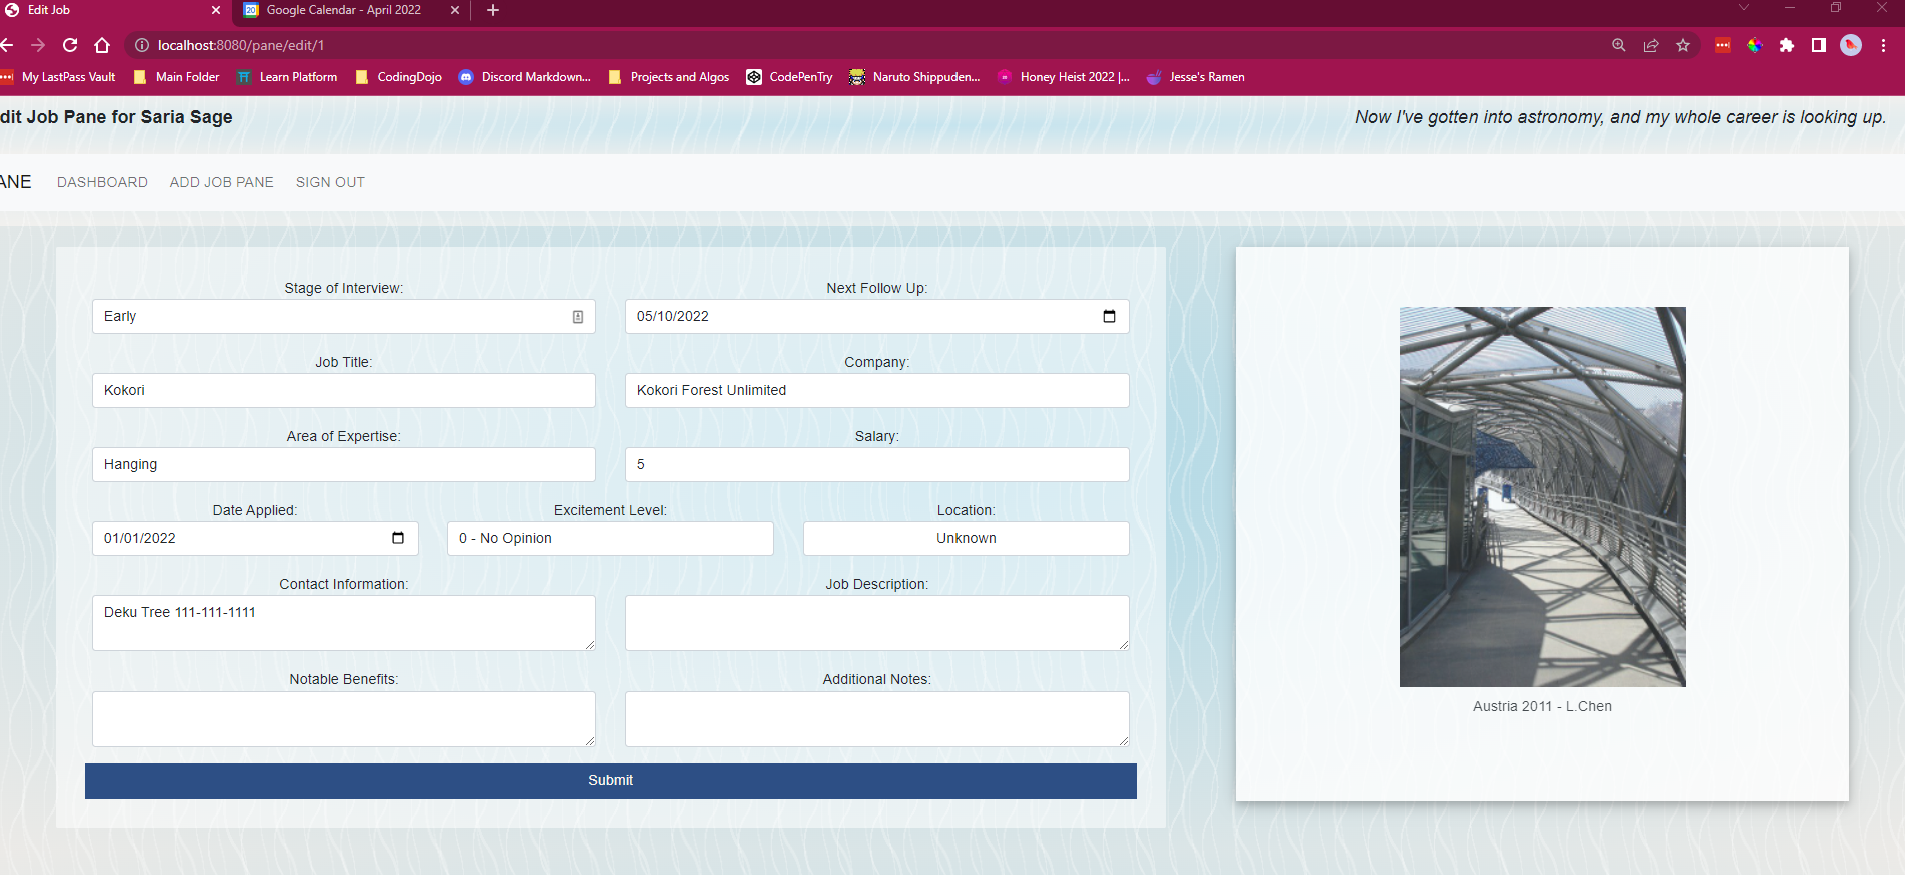 Edit Job
Google Calendar - April 2022
localhost:8080/pane/edit/1
My LastPass Vault
Main Folder
Learn Platform
CodingDojo
Discord Markdown...
Projects and Algos
CodePenTry
Naruto Shippuden...
Honey Heist 2022 |...
Jesse's Ramen
dit Job Pane for Saria Sage
Now I've gotten into astronomy, and my whole career is looking up.
ANE
DASHBOARD
ADD JOB PANE
SIGN OUT
Stage of Interview:
Next Follow Up:
Early
05/10/2022
Job Title:
Company:
Kokori
Kokori Forest Unlimited
Area of Expertise:
Salary:
Hanging
5
Date Applied:
Excitement Level:
Location:
01/01/2022
0 - No Opinion
Unknown
Contact Information:
Job Description:
Deku Tree 111-111-1111
Notable Benefits:
Additional Notes:
Submit
Austria 2011 - L.Chen